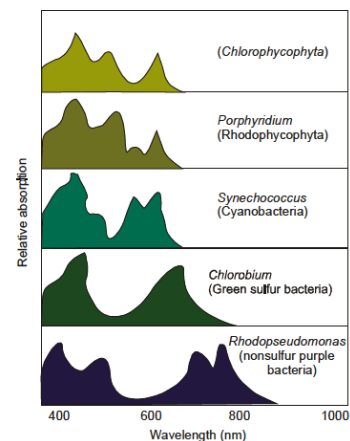 (Chlorophycophyta)
Porphyridium
(Rhodophycophyta)
Synechococcus
(Cyanobacteria)
Chlorobium
(Green sulfur bacteria)
Rhodopseudomonas
(nonsulfur purple
bacteria)
Relative absorption
400 600 800 1000
Wavelength (nm)